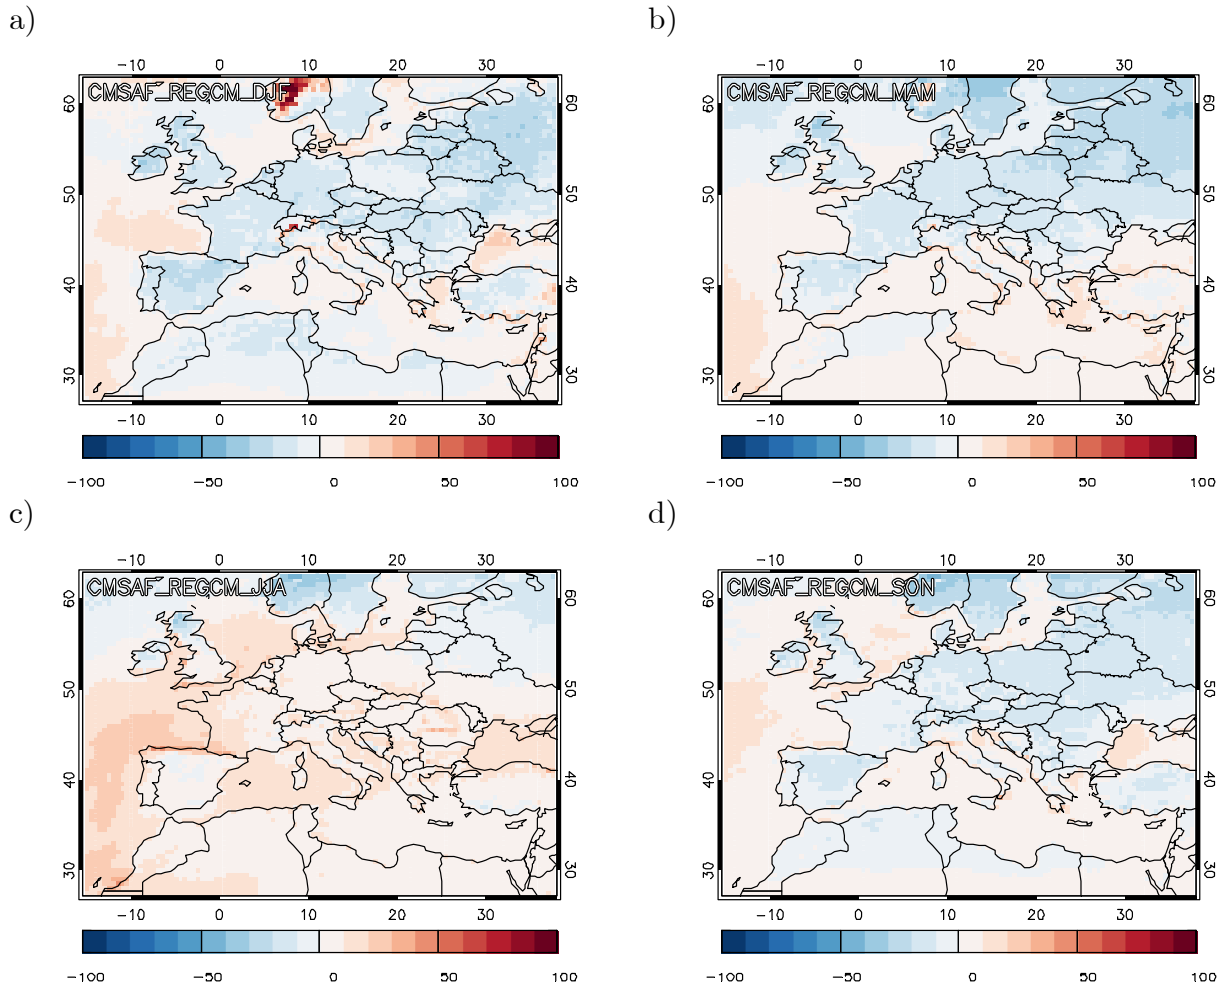 a) b)
-10 0 10 20 30 -10 0 10 20 30
CMSAF_REGCM_DJF CMSAF_REGCM_MAM
60 60 60 60
50 50 50 50
40 40 40 40
30 30 30 30
-10 0 10 20 30 -10 0 10 20 30
-100 -50 0 50 100 -100 -50 0 50 100
c) d)
-10 0 10 20 30 -10 0 10 20 30
CMSAF_REGCM_JJA CMSAF_REGCM_SON
60 60 60 60
50 50 50 50
40 40 40 40
30 30 30 30
-10 0 10 20 30 -10 0 10 20 30
-100 -50 0 50 100 -100 -50 0 50 100